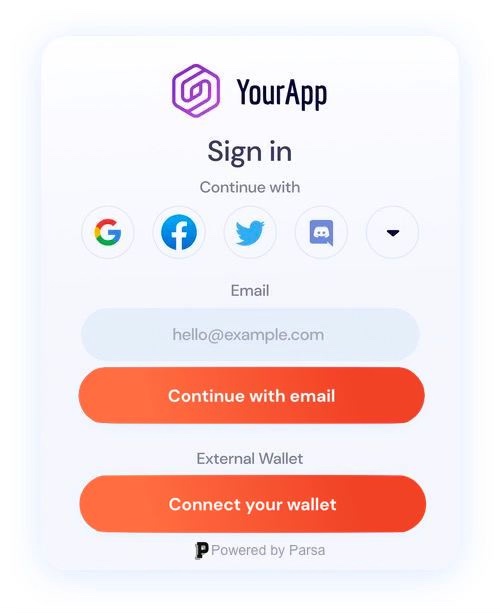 YourApp
Sign in
Continue with
Email
hello@example.com
Continue with email
External Wallet
Connect your wallet
Powered by Parsa